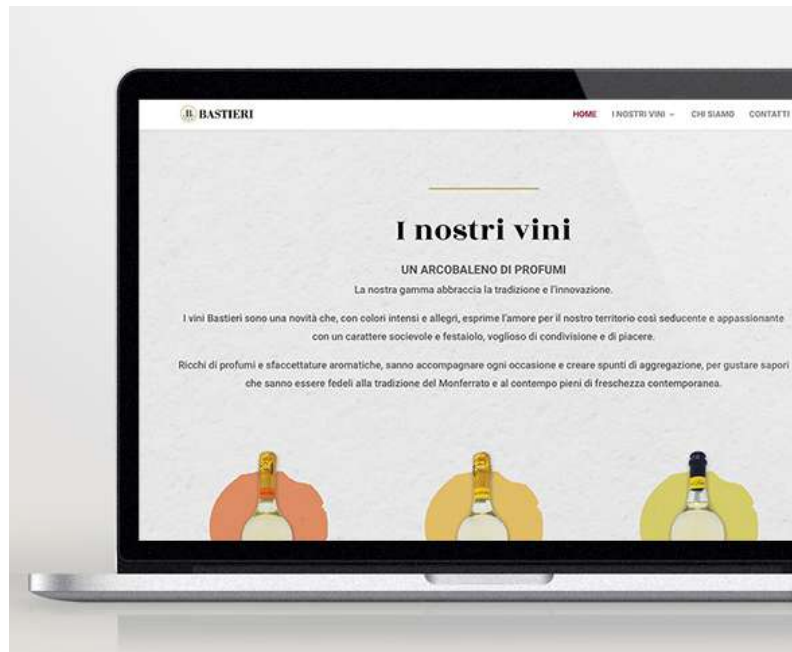 B BASTIERI
HOME I NOSTRI VINI CHI SIAMO CONTATTI
I nostri vini
UN ARCOBALENO DI PROFUMI
La nostra gamma abbraccia la tradizione e l'innovazione.
I vini Bastieri sono una novità che, con colori intensi e allegri, esprime l'amore per il nostro territorio così seducente e appassionante
con un carattere socievole e festaiolo, voglioso di condivisione e di piacere.
Ricchi di profumi e sfaccettature aromatiche, sanno accompagnare ogni occasione e creare spunti di aggregazione, per gustare sapori
che sanno essere fedeli alla tradizione del Monferrato e al contempo pieni di freschezza contemporanea.